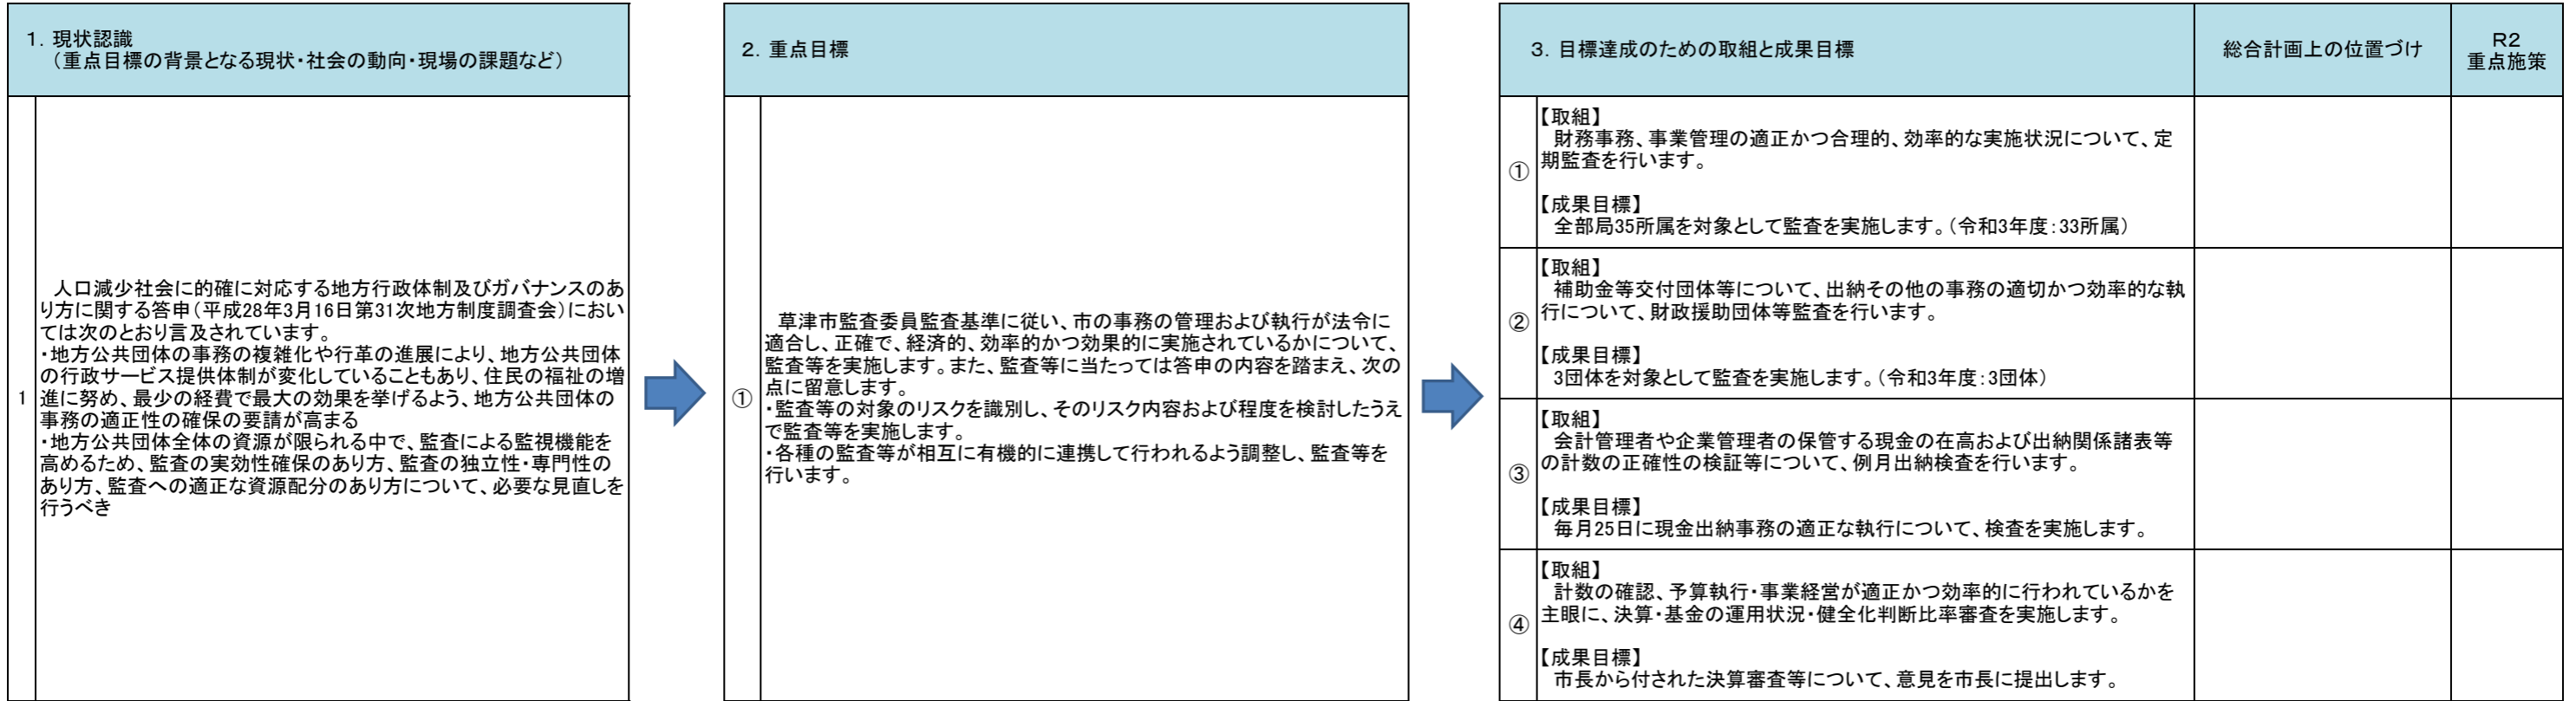 1．現状認識
（重点目標の背景となる現状・社会の動向・現場の課題など）
1
人口減少社会に的確に対応する地方行政体制及びガバナンスのあ
り方に関する答申（平成28年3月16日第31次地方制度調査会）におい
ては次のとおり言及されています。
・地方公共団体の事務の複雑化や行革の進展により、地方公共団体
の行政サービス提供体制が変化していることもあり、住民の福祉の増
進に努め、最少の経費で最大の効果を挙げるよう、地方公共団体の
事務の適正性の確保の要請が高まる
・地方公共団体全体の資源が限られる中で、監査による監視機能を
高めるため、監査の実効性確保のあり方、監査の独立性・専門性の
あり方、監査への適正な資源配分のあり方について、必要な見直しを
行うべき
2．重点目標
①
草津市監査委員監査基準に従い、市の事務の管理および執行が法令に
適合し、正確で、経済的、効率的かつ効果的に実施されているかについて、
監査等を実施します。また、監査等に当たっては答申の内容を踏まえ、次の
点に留意します。
・監査等の対象のリスクを識別し、そのリスク内容および程度を検討したうえ
で監査等を実施します。
・各種の監査等が相互に有機的に連携して行われるよう調整し、監査等を
行います。
3．目標達成のための取組と成果目標
総合計画上の位置づけ
R2
重点施策
①
【取組】
財務事務、事業管理の適正かつ合理的、効率的な実施状況について、定
期監査を行います。
【成果目標】
全部局35所属を対象として監査を実施します。（令和3年度：33所属）
②
【取組】
補助金等交付団体等について、出納その他の事務の適切かつ効率的な執
行について、財政援助団体等監査を行います。
【成果目標】
3団体を対象として監査を実施します。（令和3年度：3団体）
③
【取組】
会計管理者や企業管理者の保管する現金の在高および出納関係諸表等
の計数の正確性の検証等について、例月出納検査を行います。
【成果目標】
毎月25日に現金出納事務の適正な執行について、検査を実施します。
④
【取組】
計数の確認、予算執行・事業経営が適正かつ効率的に行われているかを
主眼に、決算・基金の運用状況・健全化判断比率審査を実施します。
【成果目標】
市長から付された決算審査等について、意見を市長に提出します。